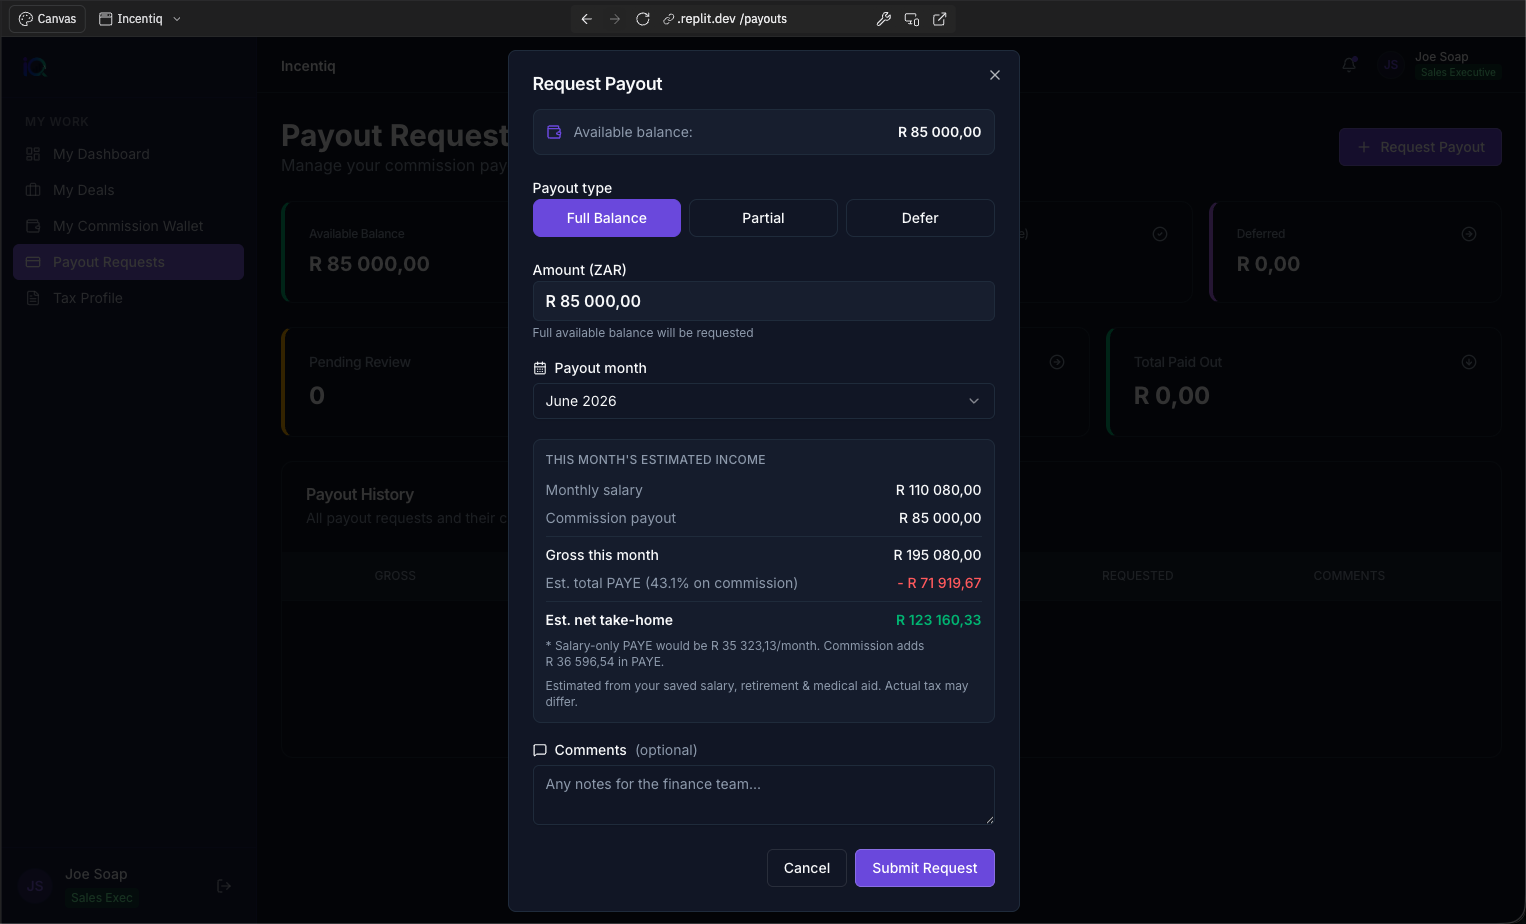 Canvas
Incentiq
.replit.dev /payouts
Incentiq
JS
Joe Soap
Sales Executive
MY WORK
My Dashboard
My Deals
My Commission Wallet
Payout Requests
Tax Profile
Payout Request
Manage your commission pay
Request Payout
Available Balance
R 85 000,00
e)
Deferred
R 0,00
Pending Review
0
Total Paid Out
R 0,00
Payout History
All payout requests and their c
GROSS
REQUESTED
COMMENTS
Request Payout
Available balance:
R 85 000,00
Payout type
Full Balance
Partial
Defer
Amount (ZAR)
R 85 000,00
Full available balance will be requested
Payout month
June 2026
THIS MONTH'S ESTIMATED INCOME
Monthly salary
R 110 080,00
Commission payout
R 85 000,00
Gross this month
R 195 080,00
Est. total PAYE (43.1% on commission)
- R 71 919,67
Est. net take-home
R 123 160,33
* Salary-only PAYE would be R 35 323,13/month. Commission adds
R 36 596,54 in PAYE.
Estimated from your saved salary, retirement & medical aid. Actual tax may
differ.
Comments (optional)
Any notes for the finance team...
Cancel
Submit Request
JS
Joe Soap
Sales Exec